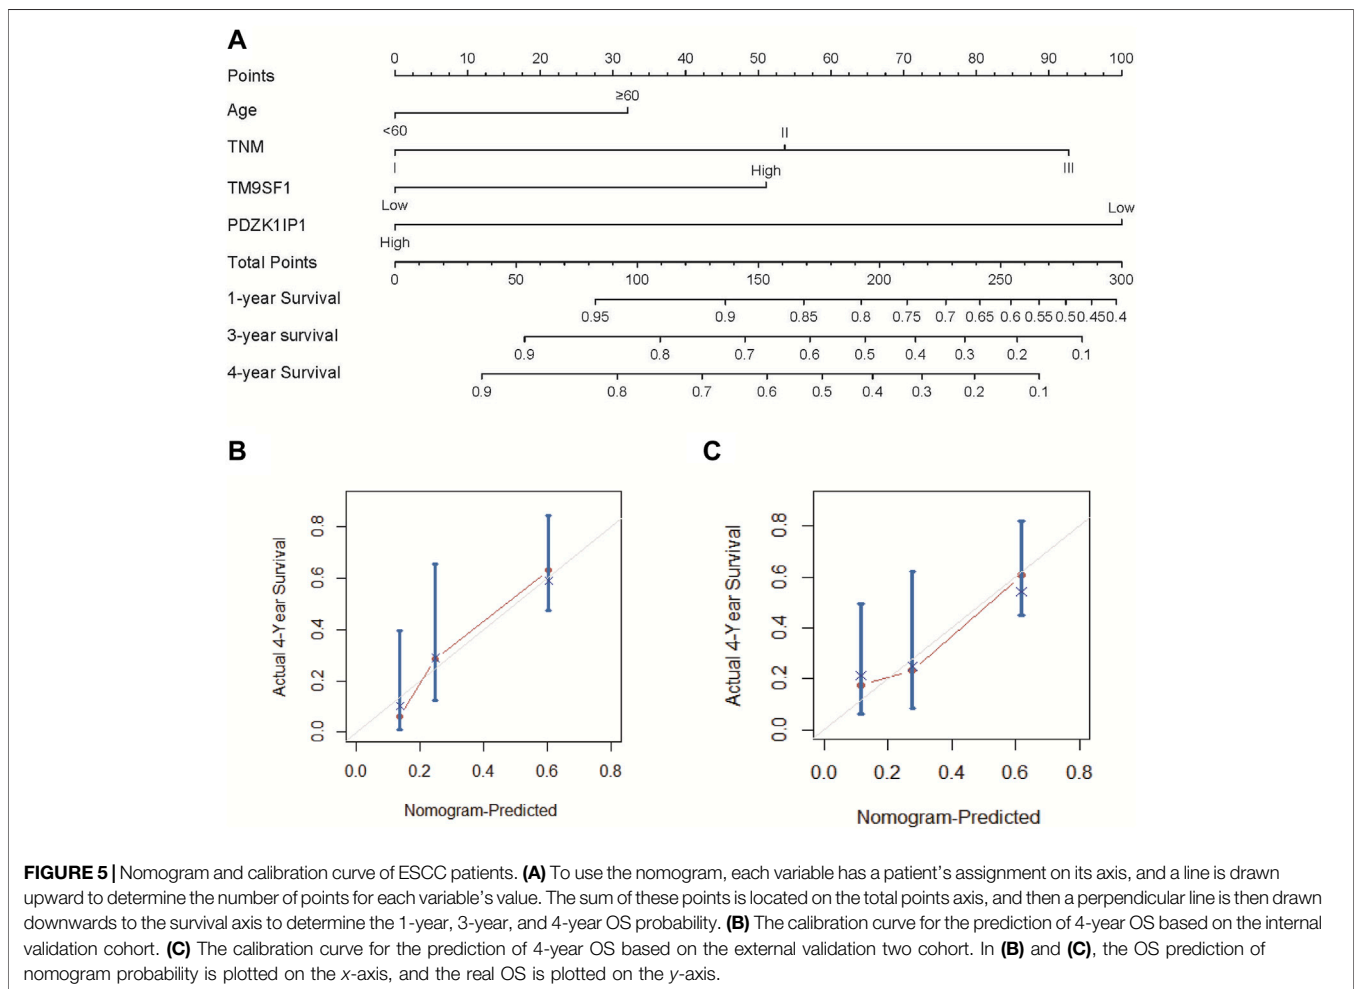 A
0 10 20 30 40 50 60 70 80 90 100
Points
≥60
Age
<60
II
TNM
I III
High
TM9SF1
Low Low
PDZK1IP1
High
Total Points
0 50 100 150 200 250 300
1-year Survival
0.95 0.9 0.85 0.8 0.75 0.7 0.65 0.6 0.55 0.5 0.45 0.4
3-year survival
0.9 0.8 0.7 0.6 0.5 0.4 0.3 0.2 0.1
4-year Survival
0.9 0.8 0.7 0.6 0.5 0.4 0.3 0.2 0.1
B
Actual 4-Year Survival
0.8
0.6
0.4
0.2
0.0
0.0 0.2 0.4 0.6 0.8
Nomogram-Predicted
C
Actual 4-Year Survival
0.8
0.6
0.4
0.2
0.0
0.0 0.2 0.4 0.6 0.8
Nomogram-Predicted
FIGURE 5 | Nomogram and calibration curve of ESCC patients. (A) To use the nomogram, each variable has a patient's assignment on its axis, and a line is drawn
upward to determine the number of points for each variable's value. The sum of these points is located on the total points axis, and then a perpendicular line is then drawn
downwards to the survival axis to determine the 1-year, 3-year, and 4-year OS probability. (B) The calibration curve for the prediction of 4-year OS based on the internal
validation cohort. (C) The calibration curve for the prediction of 4-year OS based on the external validation two cohort. In (B) and (C), the OS prediction of
nomogram probability is plotted on the x-axis, and the real OS is plotted on the y-axis.